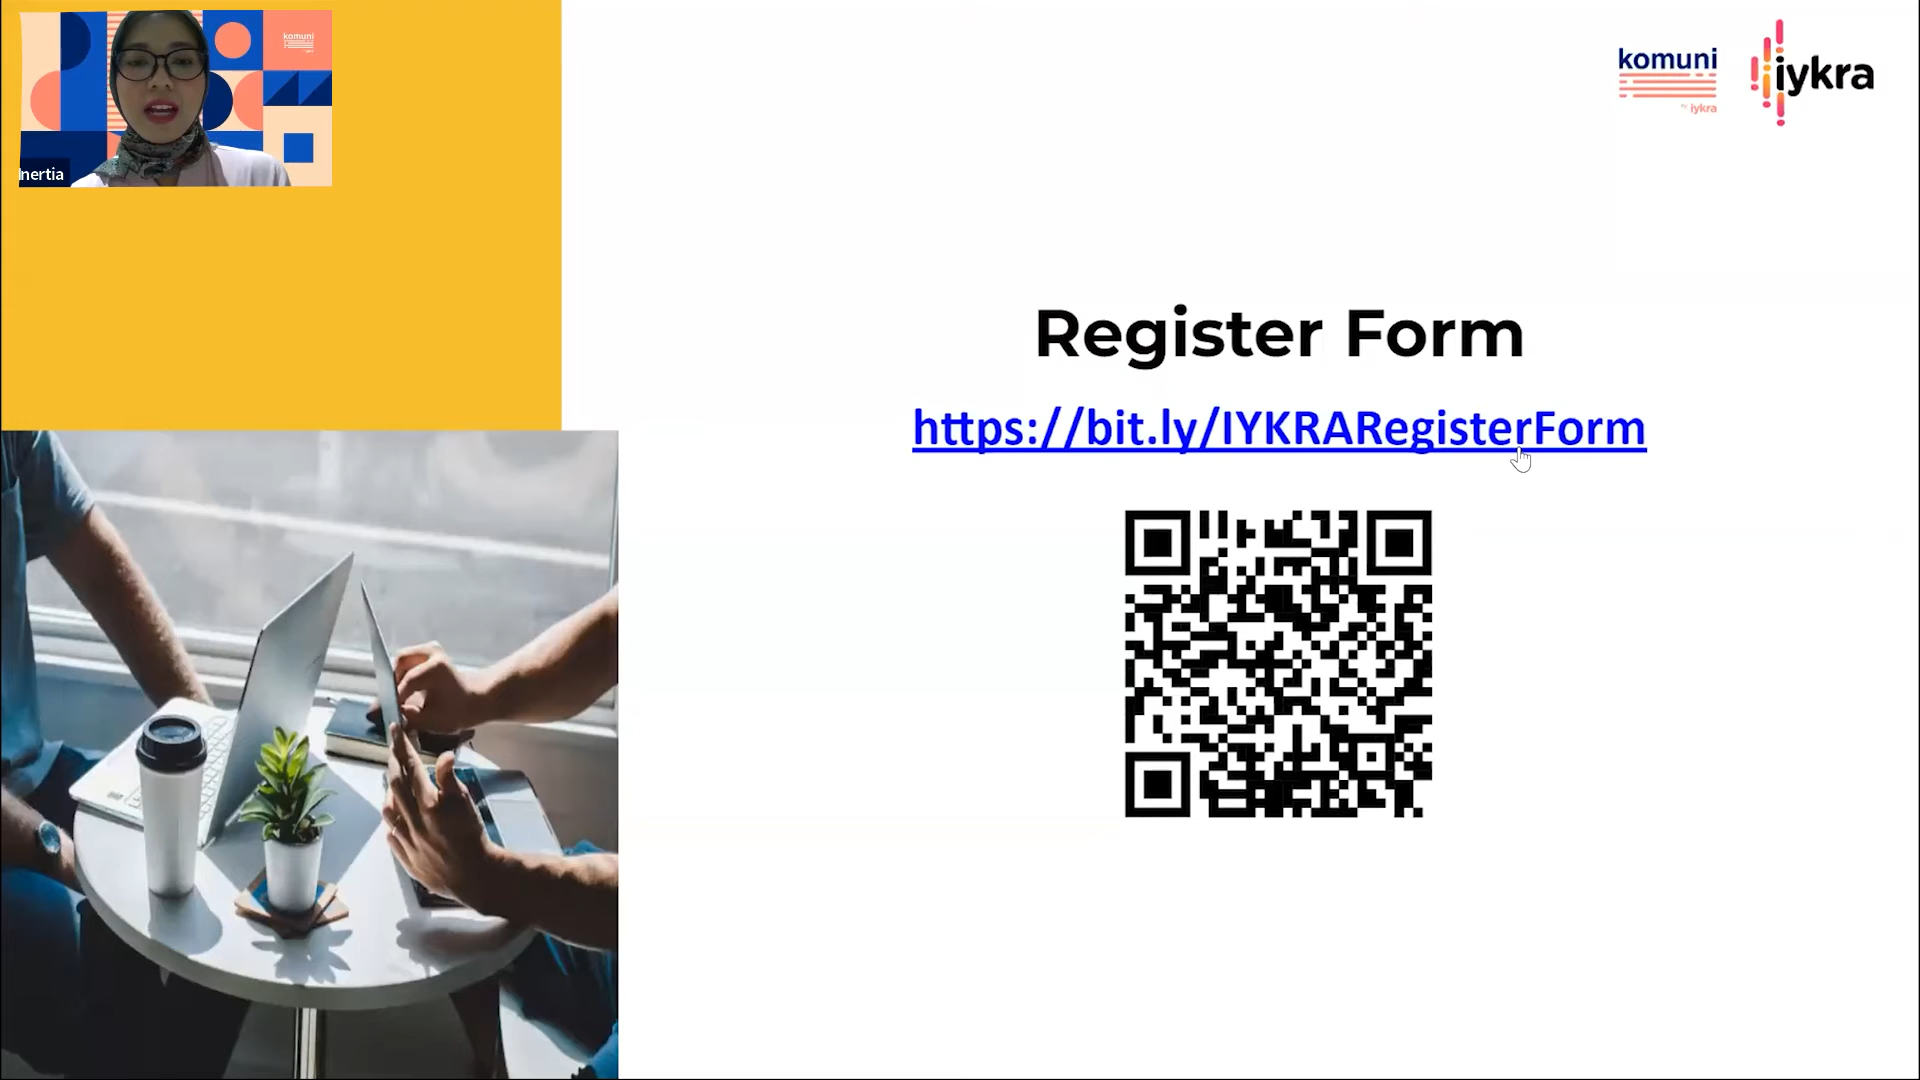 komuni
Inertia
komuni
by iykra
iykra
Register Form
https://bit.ly/IYKRARegisterForm